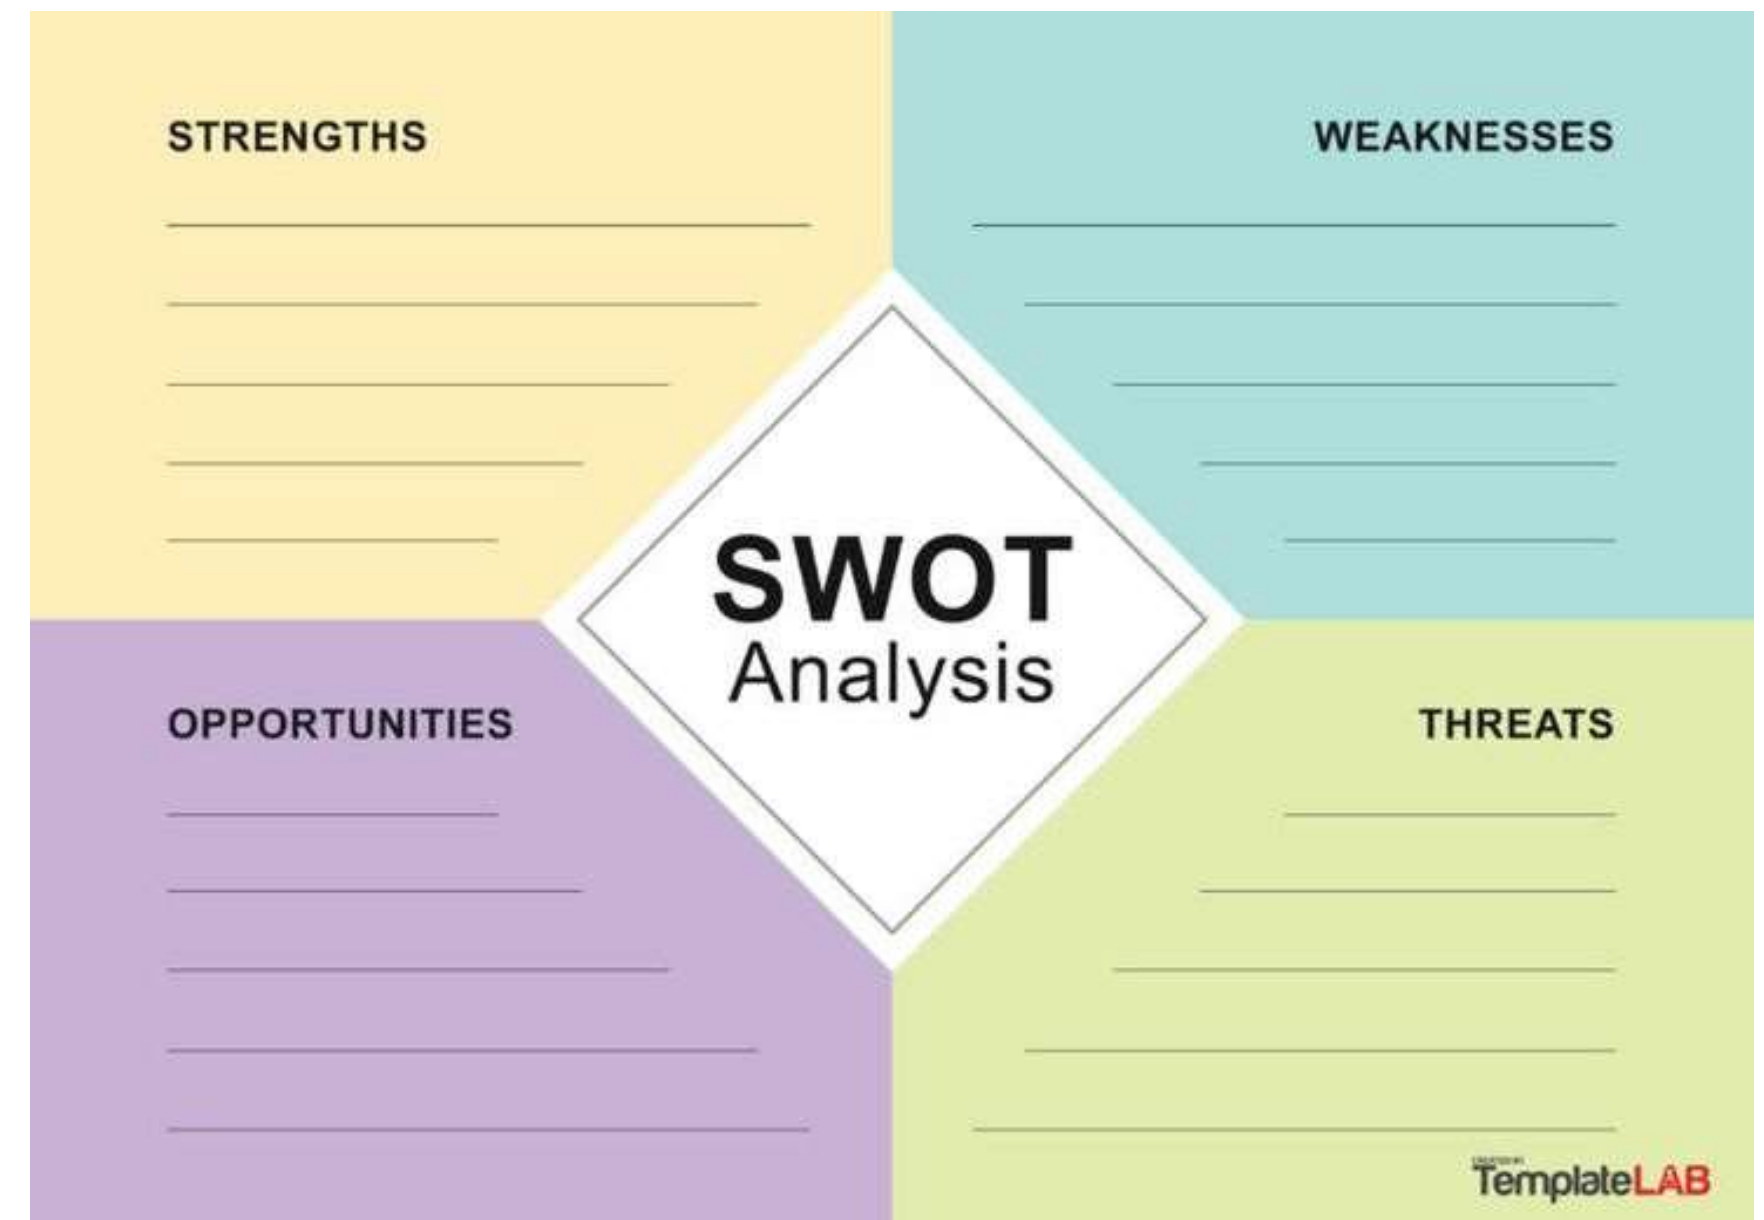 STRENGTHS
WEAKNESSES
SWOT
Analysis
OPPORTUNITIES
THREATS
TemplateLAB